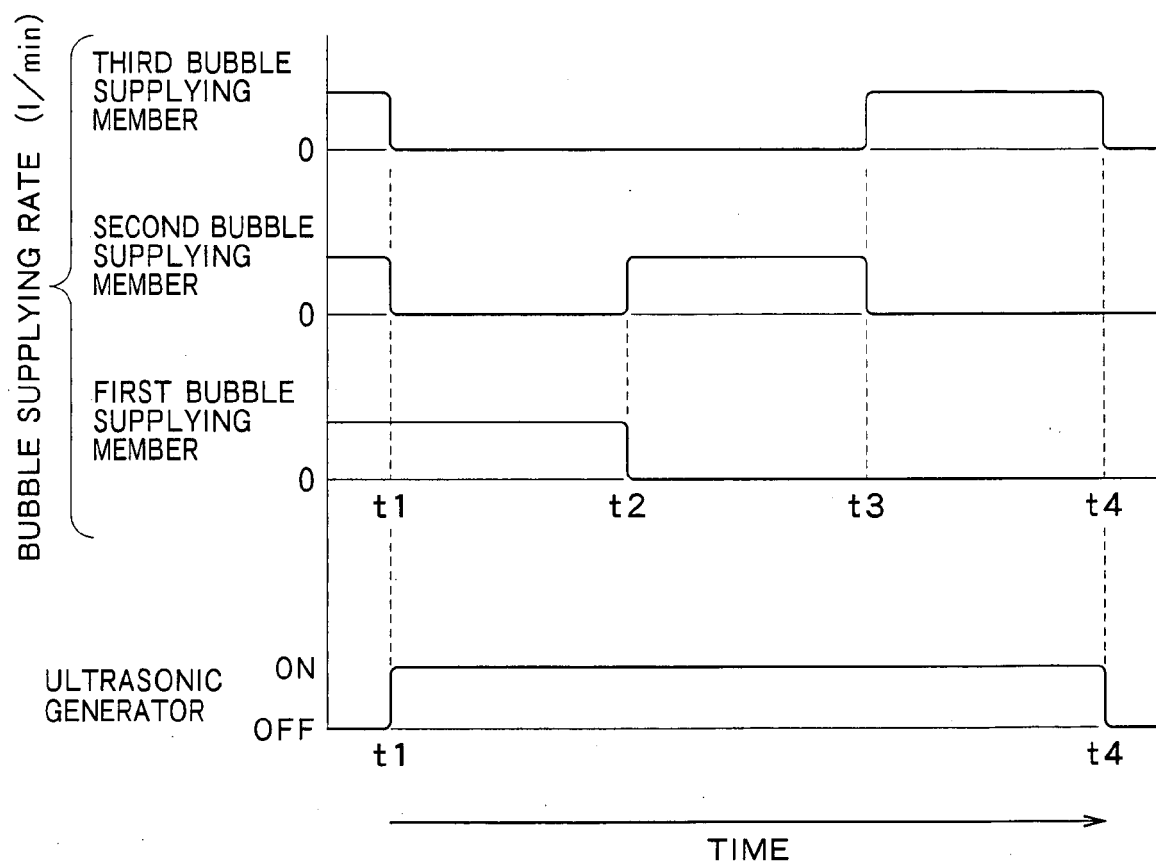 BUBBLE SUPPLYING RATE (l/min)
THIRD BUBBLE
SUPPLYING
MEMBER
0
SECOND BUBBLE
SUPPLYING
MEMBER
0
FIRST BUBBLE
SUPPLYING
MEMBER
0
t1 t2 t3 t4
ULTRASONIC
GENERATOR
ON
OFF
t1 t4
TIME